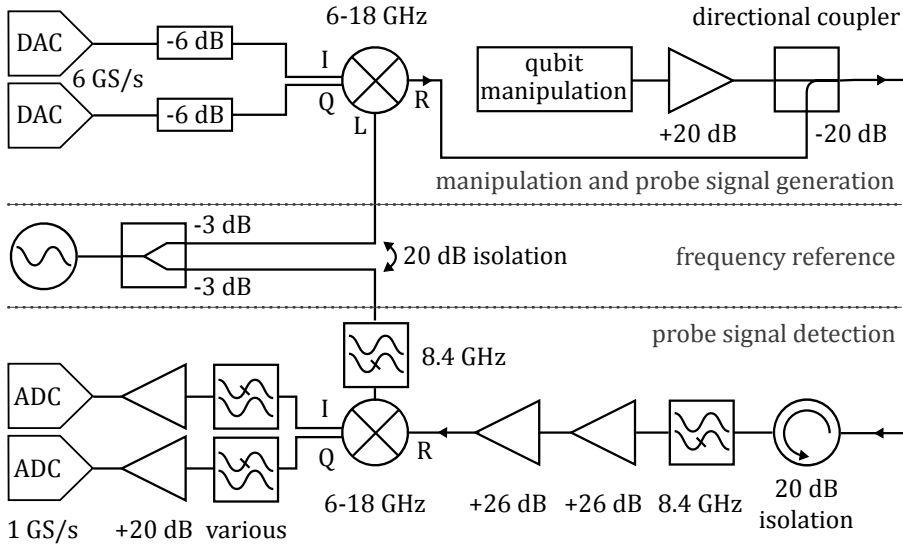 6-18 GHz
directional coupler
DAC
-6 dB
I
qubit
manipulation
6 GS/s
Q
R
DAC
-6 dB
L
+20 dB
-20 dB
manipulation and probe signal generation
-3 dB
20 dB isolation
frequency reference
-3 dB
probe signal detection
8.4 GHz
ADC
I
ADC
Q
R
6-18 GHz
+26 dB
+26 dB
8.4 GHz
20 dB
isolation
1 GS/s
+20 dB
various